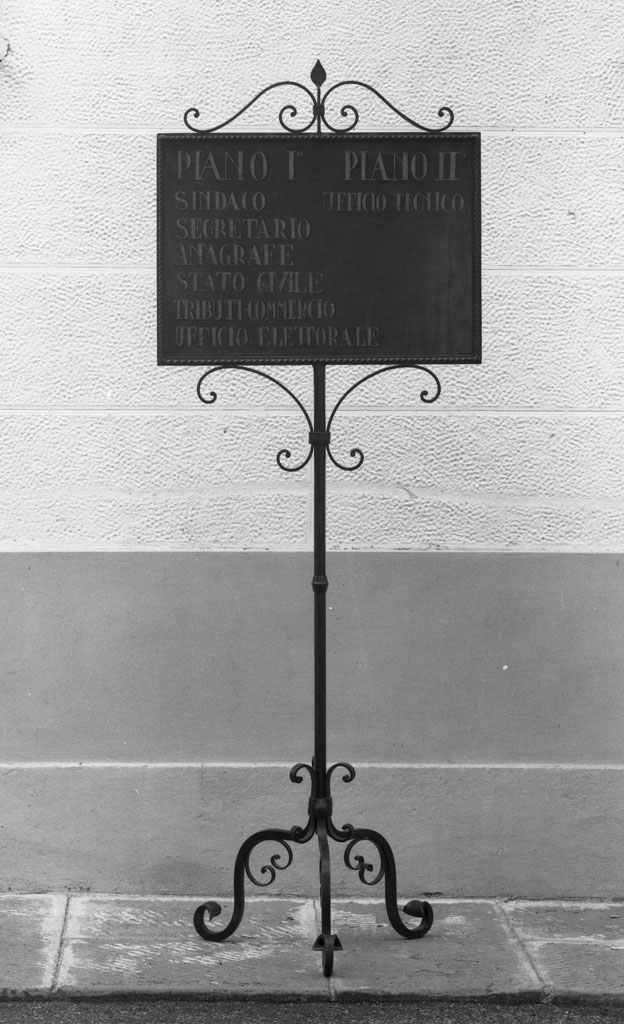 PIANO I° PIANO II°
SINDACO UFFICIO TECNICO
SEGRETARIO
ANAGRAFE
STATO CIVILE
TRIBUTI-COMMERCIO
UFFICIO ELETTORALE